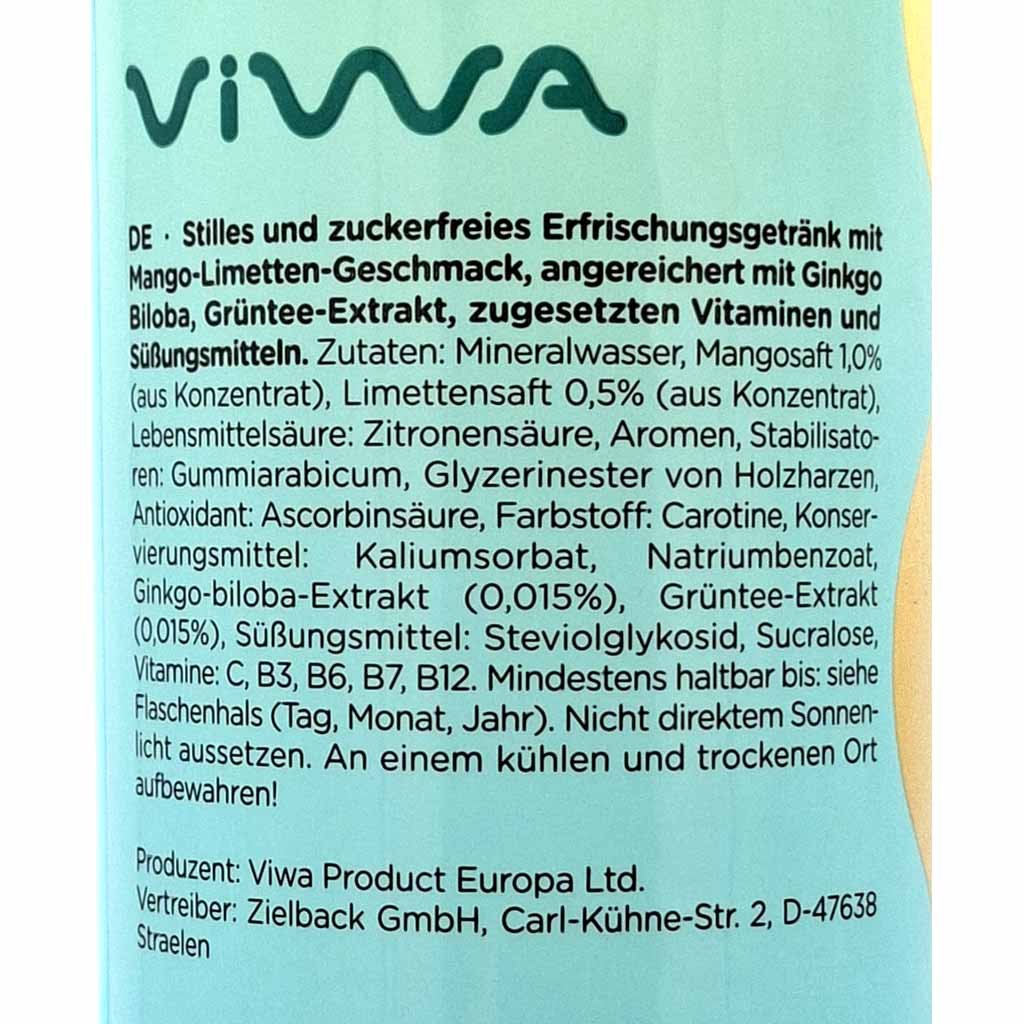 ViWA
DE · Stilles und zuckerfreies Erfrischungsgetränk mit
Mango-Limetten-Geschmack, angereichert mit Ginkgo
Biloba, Grüntee-Extrakt, zugesetzten Vitaminen und
Süßungsmitteln. Zutaten: Mineralwasser, Mangosaft 1,0%
(aus Konzentrat), Limettensaft 0,5% (aus Konzentrat),
Lebensmittelsäure: Zitronensäure, Aromen, Stabilisato-
ren: Gummiarabicum, Glyzerinester von Holzharzen,
Antioxidant: Ascorbinsäure, Farbstoff: Carotine, Konser-
vierungsmittel: Kaliumsorbat, Natriumbenzoat,
Ginkgo-biloba-Extrakt (0,015%), Grüntee-Extrakt
(0,015%), Süßungsmittel: Steviolglykosid, Sucralose,
Vitamine: C, B3, B6, B7, B12. Mindestens haltbar bis: siehe
Flaschenhals (Tag, Monat, Jahr). Nicht direktem Sonnen-
licht aussetzen. An einem kühlen und trockenen Ort
aufbewahren!
Produzent: Viwa Product Europa Ltd.
Vertreiber: Zielback GmbH, Carl-Kühne-Str. 2, D-47638
Straelen